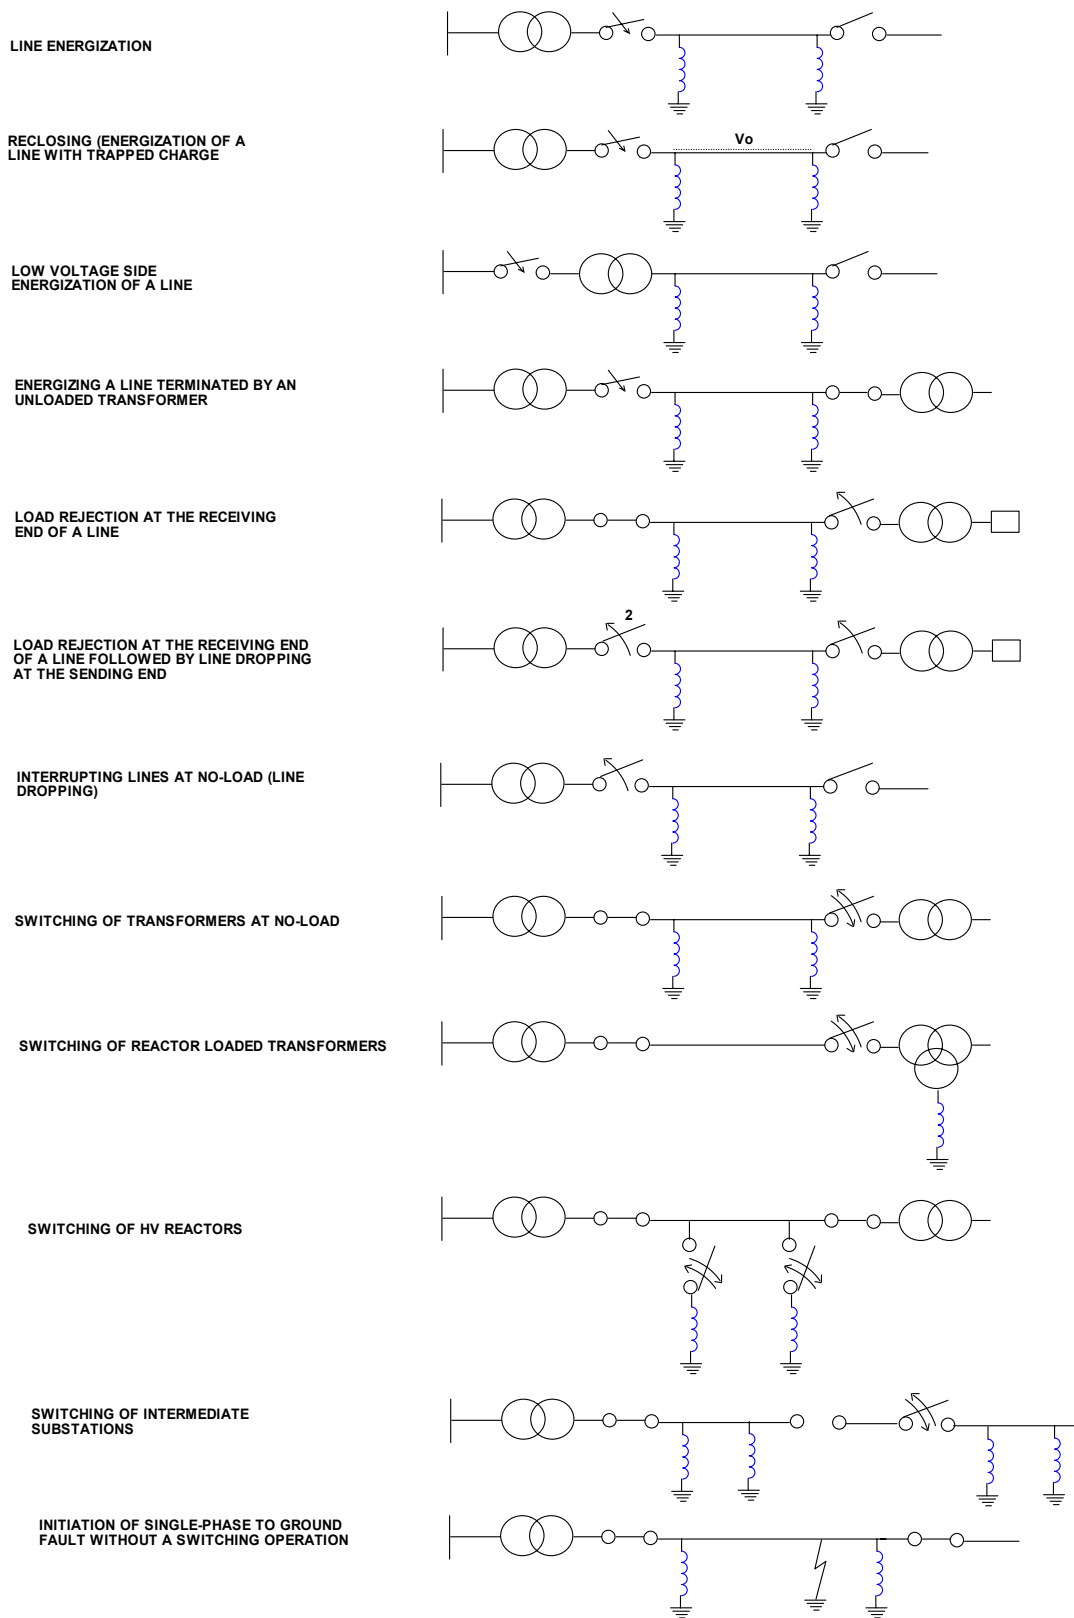 LINE ENERGIZATION
RECLOSING (ENERGIZATION OF A
LINE WITH TRAPPED CHARGE
Vo
LOW VOLTAGE SIDE
ENERGIZATION OF A LINE
ENERGIZING A LINE TERMINATED BY AN
UNLOADED TRANSFORMER
LOAD REJECTION AT THE RECEIVING
END OF A LINE
2
LOAD REJECTION AT THE RECEIVING END
OF A LINE FOLLOWED BY LINE DROPPING
AT THE SENDING END
INTERRUPTING LINES AT NO-LOAD (LINE
DROPPING)
SWITCHING OF TRANSFORMERS AT NO-LOAD
SWITCHING OF REACTOR LOADED TRANSFORMERS
SWITCHING OF HV REACTORS
SWITCHING OF INTERMEDIATE
SUBSTATIONS
INITIATION OF SINGLE-PHASE TO GROUND
FAULT WITHOUT A SWITCHING OPERATION